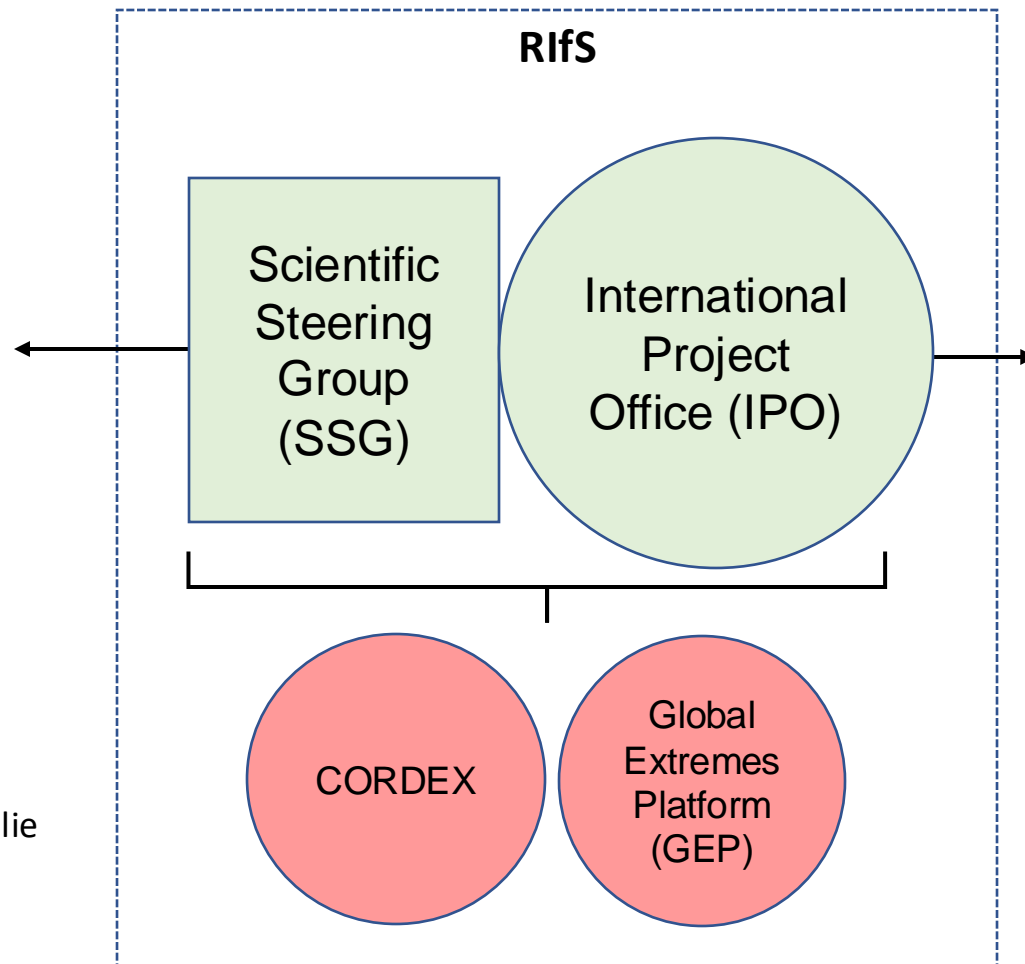 RIfS
Scientific
Steering
Group
(SSG)
International
Project
Office (IPO)
CORDEX
Global
Extremes
Platform
(GEP)
lie